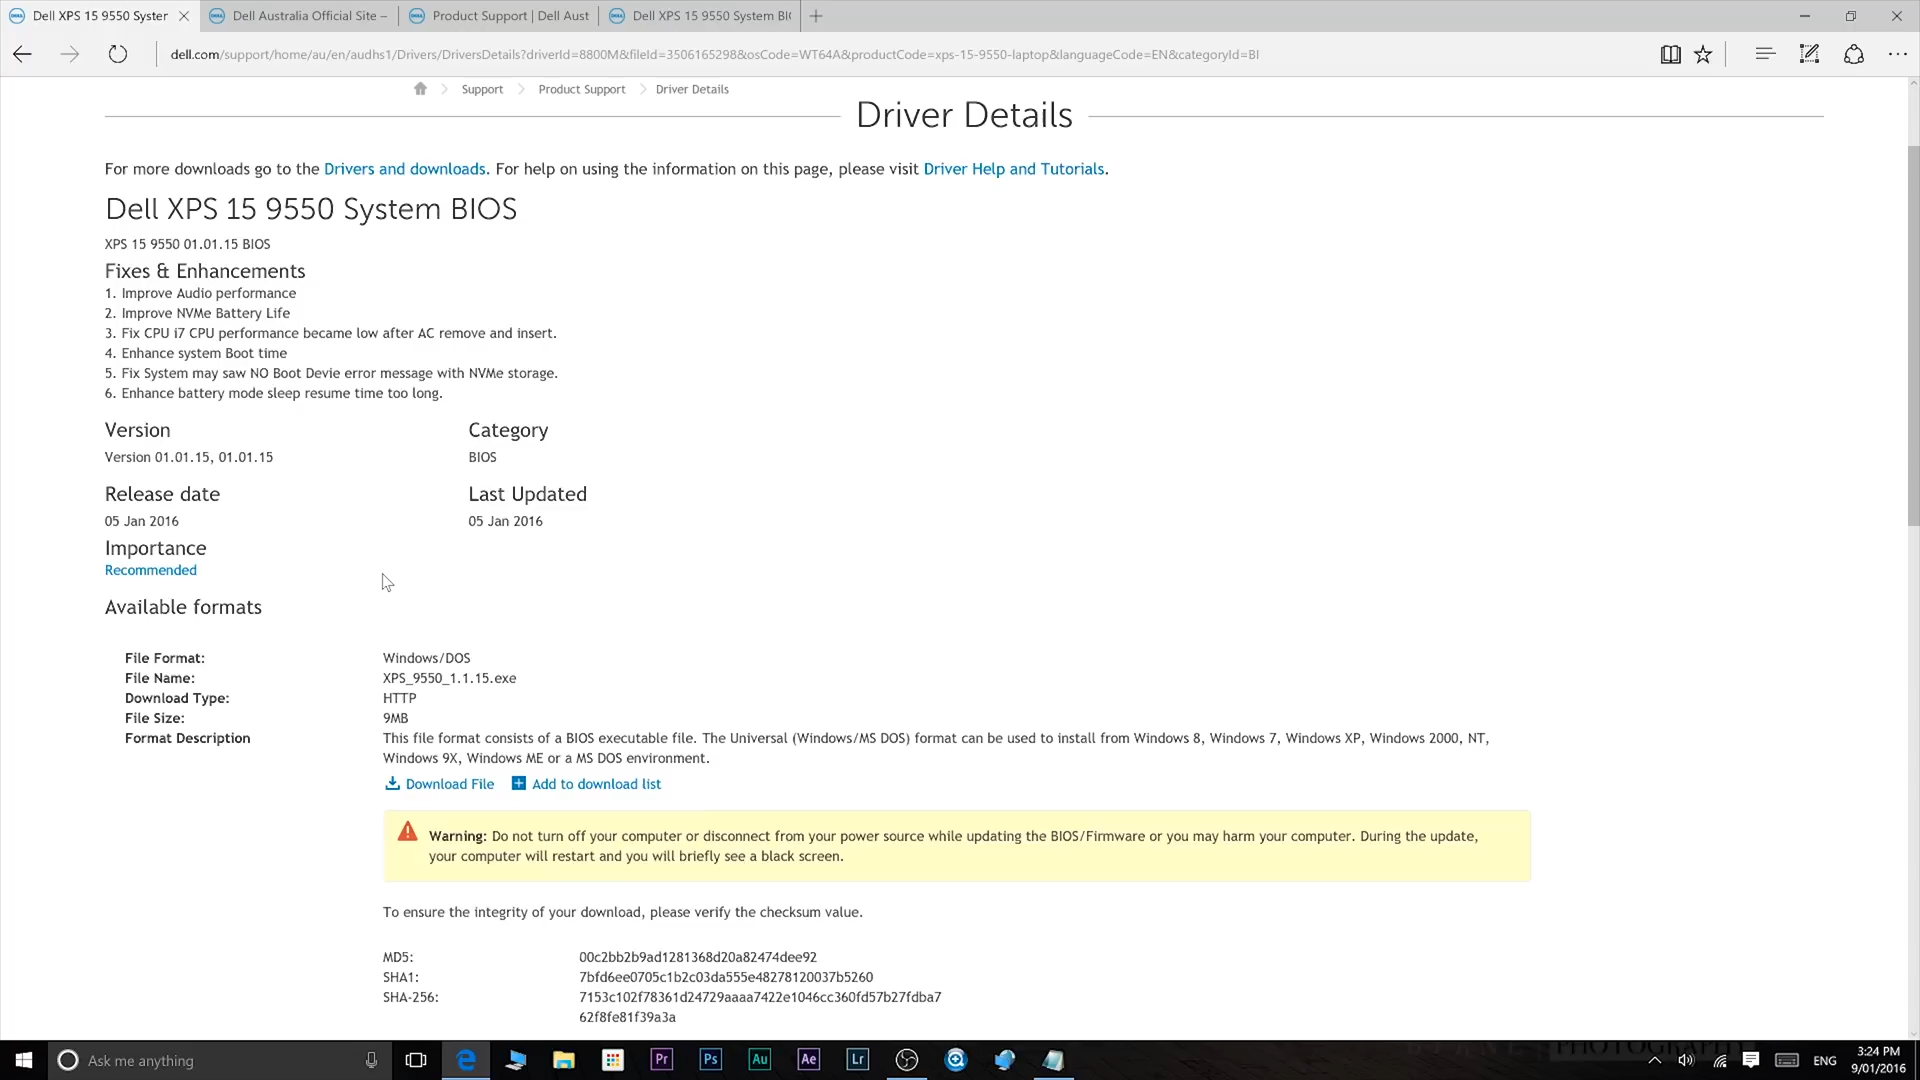 Dell XPS 15 9550 Syster
Dell Australia Official Site –
Product Support | Dell Aust
Dell XPS 15 9550 System BI
dell.com/support/home/au/en/audhs1/Drivers/DriversDetails?driverId=8800M&fileId=3506165298&osCode=WT64A&productCode=xps-15-9550-laptop&languageCode=EN&categoryId=BI
Support
Product Support
Driver Details
Driver Details
For more downloads go to the Drivers and downloads. For help on using the information on this page, please visit Driver Help and Tutorials.
Dell XPS 15 9550 System BIOS
XPS 15 9550 01.01.15 BIOS
Fixes & Enhancements
1. Improve Audio performance
2. Improve NVMe Battery Life
3. Fix CPU i7 CPU performance became low after AC remove and insert.
4. Enhance system Boot time
5. Fix System may saw NO Boot Devie error message with NVMe storage.
6. Enhance battery mode sleep resume time too long.
Version
Category
Version 01.01.15, 01.01.15
BIOS
Release date
Last Updated
05 Jan 2016
05 Jan 2016
Importance
Recommended
Available formats
File Format:
Windows/DOS
File Name:
XPS_9550_1.1.15.exe
Download Type:
HTTP
File Size:
9MB
Format Description
This file format consists of a BIOS executable file. The Universal (Windows/MS DOS) format can be used to install from Windows 8, Windows 7, Windows XP, Windows 2000, NT,
Windows 9X, Windows ME or a MS DOS environment.
Download File
Add to download list
Warning: Do not turn off your computer or disconnect from your power source while updating the BIOS/Firmware or you may harm your computer. During the update,
your computer will restart and you will briefly see a black screen.
To ensure the integrity of your download, please verify the checksum value.
MD5:
00c2bb2b9ad1281368d20a82474dee92
SHA1:
7bfd6ee0705c1b2c03da555e48278120037b5260
SHA-256:
7153c102f78361d24729aaaa7422e1046cc360fd57b27fdba7
62f8fe81f39a3a
Ask me anything
Pr
Ps
Au
Ae
Lr
PHOTOGRAPHY
ENG
3:24 PM
9/01/2016